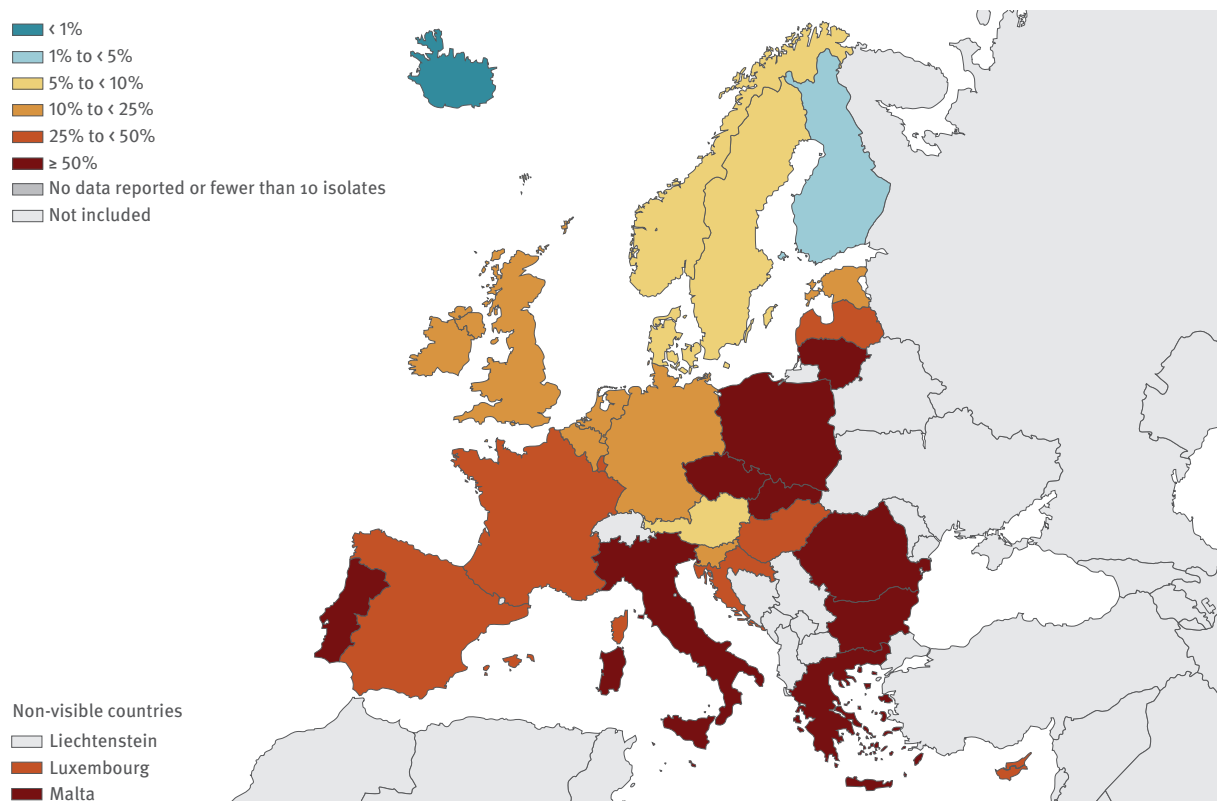 < 1%
1% to < 5%
5% to < 10%
10% to < 25%
25% to < 50%
≥ 50%
No data reported or fewer than 10 isolates
Not included
Non-visible countries
Liechtenstein
Luxembourg
Malta